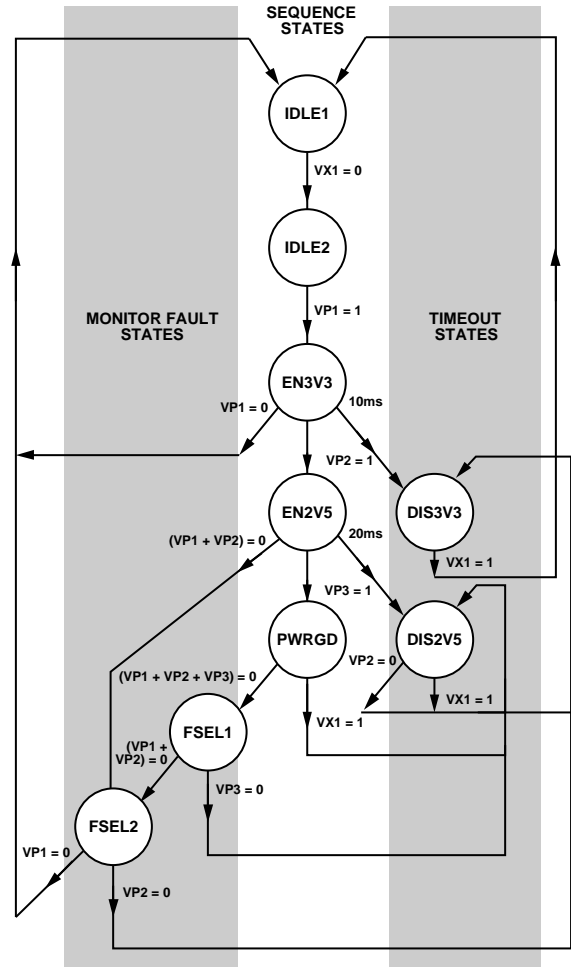 SEQUENCE
STATES
IDLE1
VX1 = 0
IDLE2
MONITOR FAULT
STATES
VP1 = 1
TIMEOUT
STATES
EN3V3
10ms
VP1 = 0
VP2 = 1
EN2V5
DIS3V3
(VP1 + VP2) = 0
20ms
VX1 = 1
VP3 = 1
PWRGD
DIS2V5
VP2 = 0
(VP1 + VP2 + VP3) = 0
VX1 = 1
VX1 = 1
FSEL1
(VP1 +
VP2) = 0
VP3 = 0
FSEL2
VP1 = 0
VP2 = 0